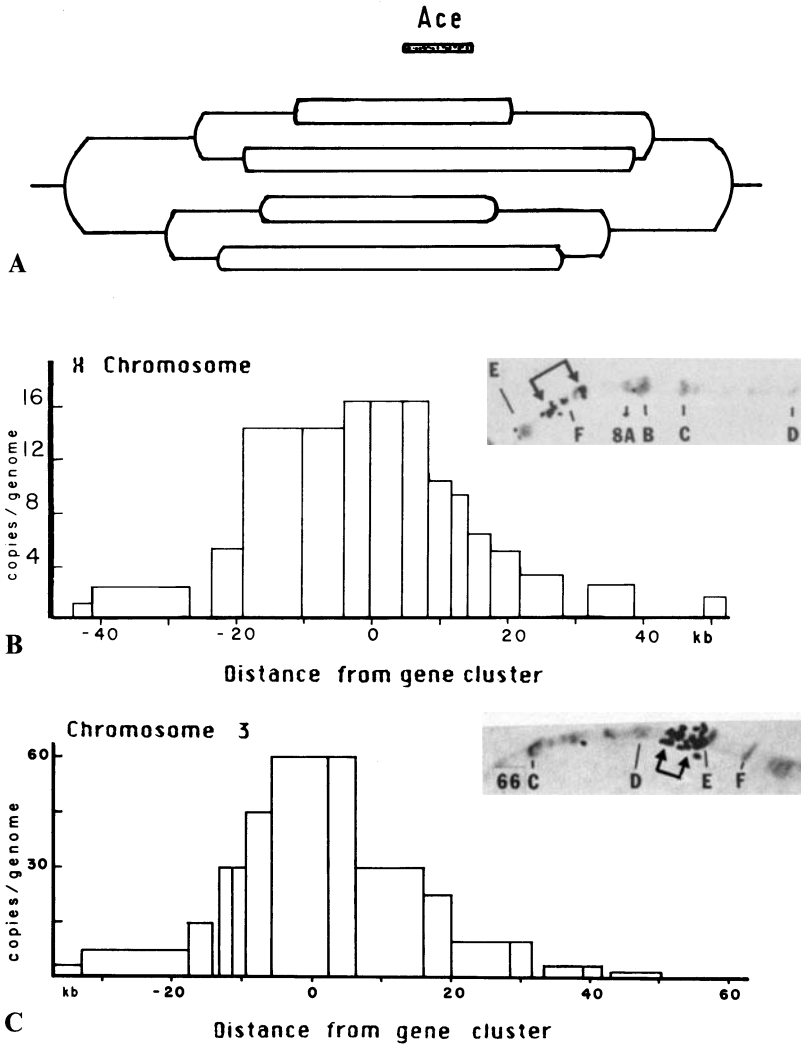 Ace
A
X Chromosome
copies/genome
16
12
8
4
-40 -20 0 20 40 kb
Distance from gene cluster
B
E F 8A B C D
Chromosome 3
copies/genome
60
30
kb -20 0 20 40 60
Distance from gene cluster
C
66 C D E F